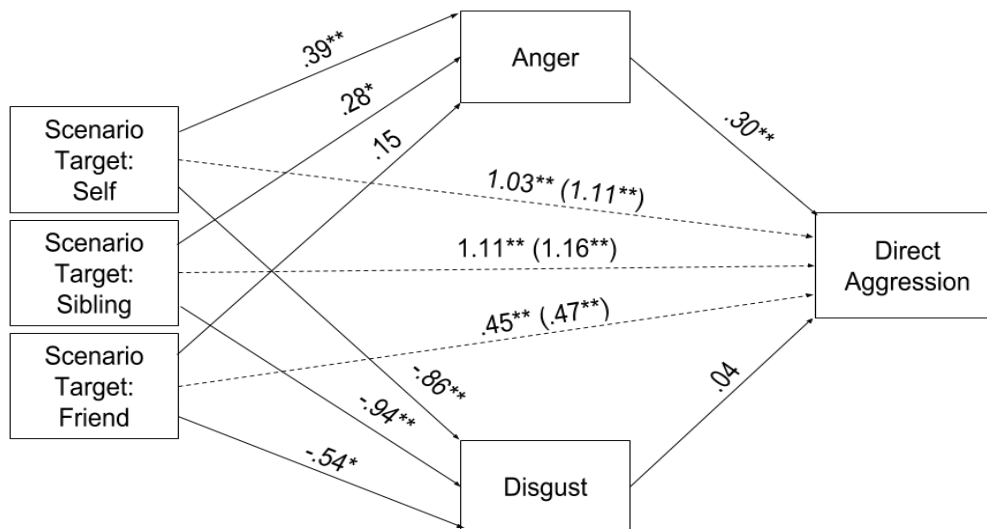 Anger
.39**
.28*
.15
.30**
Scenario
Target:
Self
1.03** (1.11**)
Scenario
Target:
Sibling
1.11** (1.16**)
Direct
Aggression
Scenario
Target:
Friend
.45** (.47**)
-.86**
-.94**
-.54*
.04
Disgust